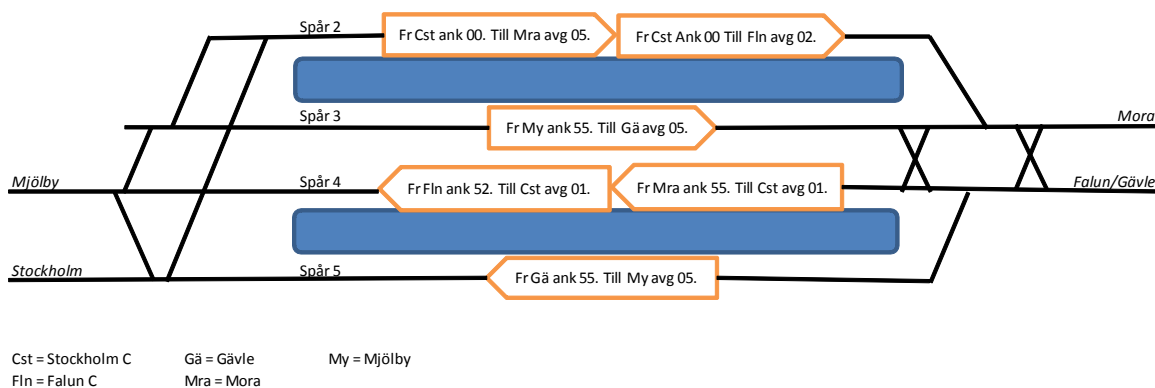 Spår 2
Fr Cst ank 00. Till Mra avg 05.
Fr Cst Ank 00 Till Fln avg 02.
Spår 3
Fr My ank 55. Till Gä avg 05.
Mora
Mjölby
Spår 4
Fr Fln ank 52. Till Cst avg 01.
Fr Mra ank 55. Till Cst avg 01.
Falun/Gävle
Stockholm
Spår 5
Fr Gä ank 55. Till My avg 05.
Cst = Stockholm C
Gä = Gävle
My = Mjölby
Fln = Falun C
Mra = Mora